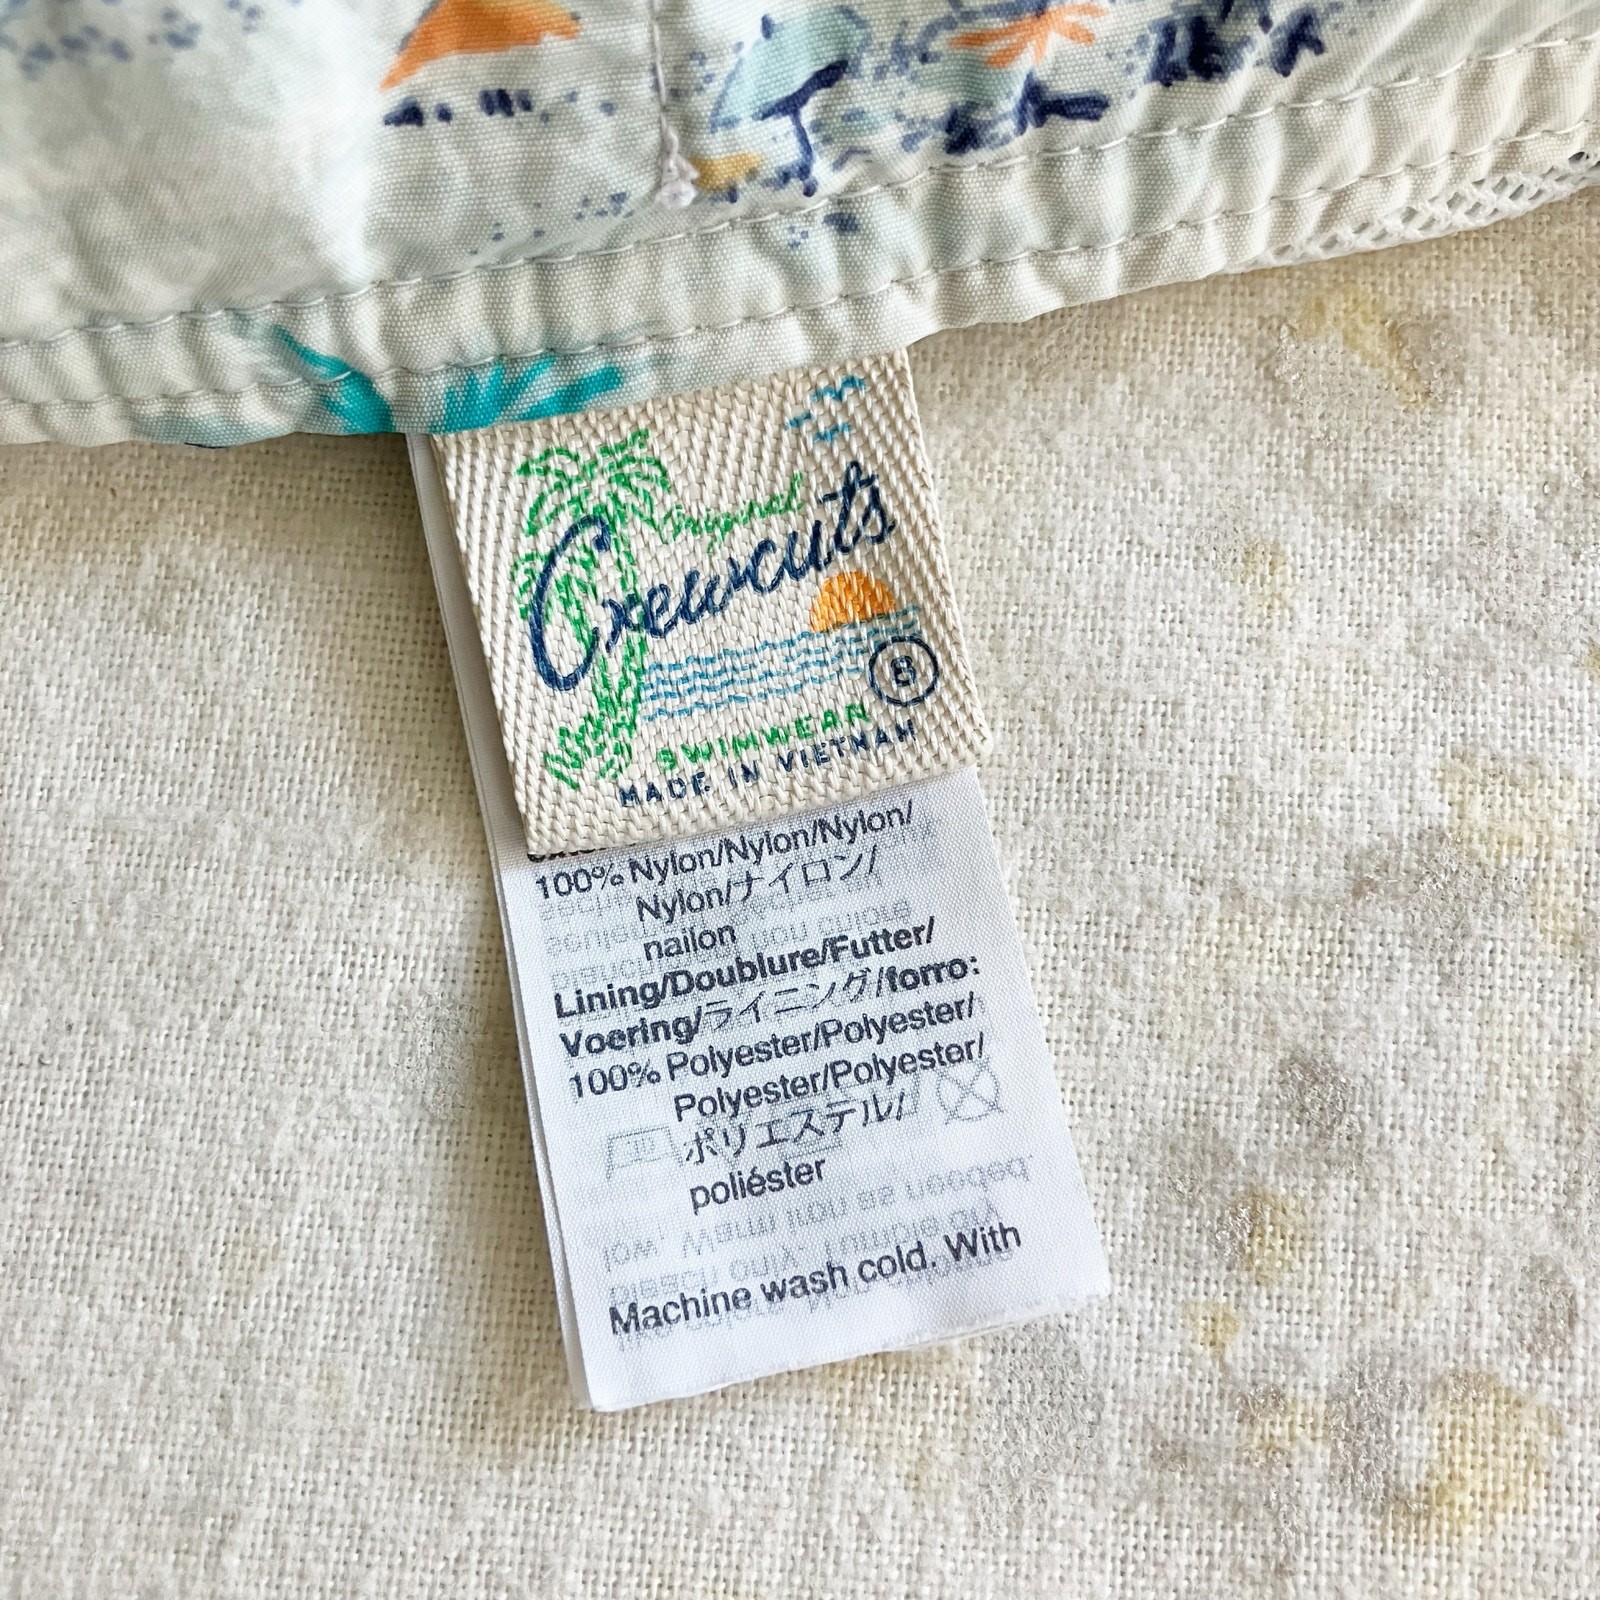 Original
Crewcuts
8
SWIMWEAR
MADE IN VIETNAM
100% Nylon/Nylon/Nylon/
Nylon/ナイロン/
nailon
Lining/Doublure/Futter/
Voering/ライニング/forro:
100% Polyester/Polyester/
Polyester/Polyester/
ポリエステル/
poliéster
Machine wash cold. With